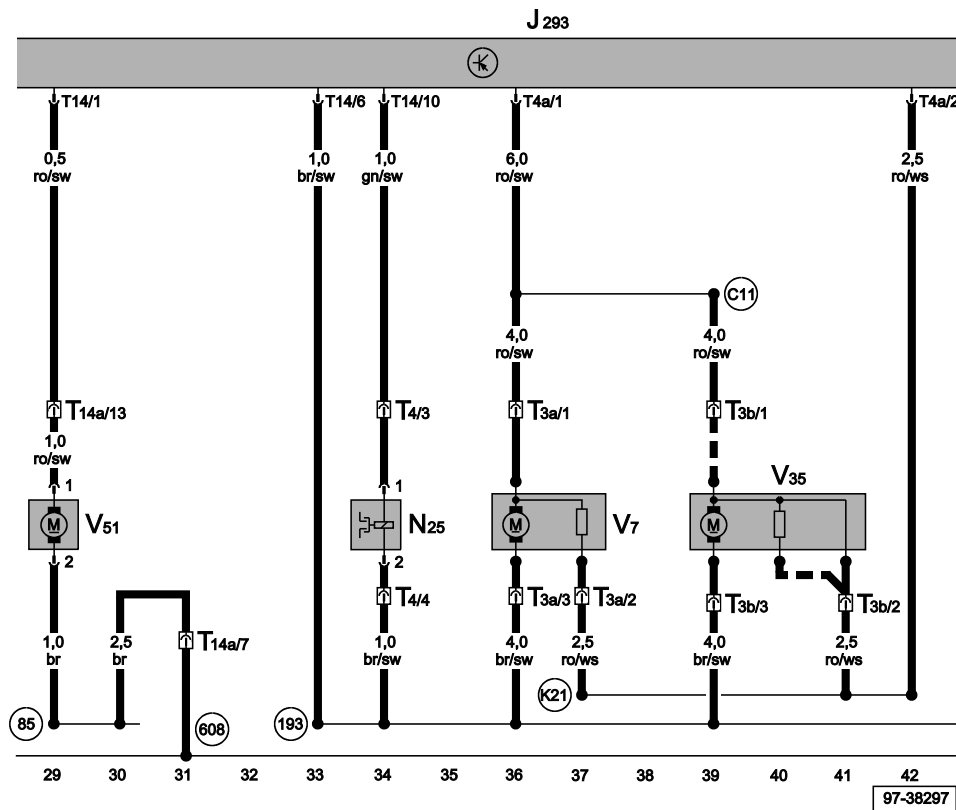 J 293
T14/1 T14/6 T14/10 T4a/1 T4a/2
0,5 1,0 1,0 6,0 2,5
ro/sw br/sw gn/sw ro/sw ro/ws
C11
4,0 4,0
ro/sw ro/sw
T14a/13 T4/3 T3a/1 T3b/1
1,0
ro/sw
V35
1 1
M V51 N25 M V7 M
2 2
T4/4 T3a/3 T3a/2 T3b/3 T3b/2
1,0 2,5 T14a/7 1,0 4,0 2,5 4,0 2,5
br br br/sw br/sw ro/ws br/sw ro/ws
K21
85 608 193
29 30 31 32 33 34 35 36 37 38 39 40 41 42
97-38297